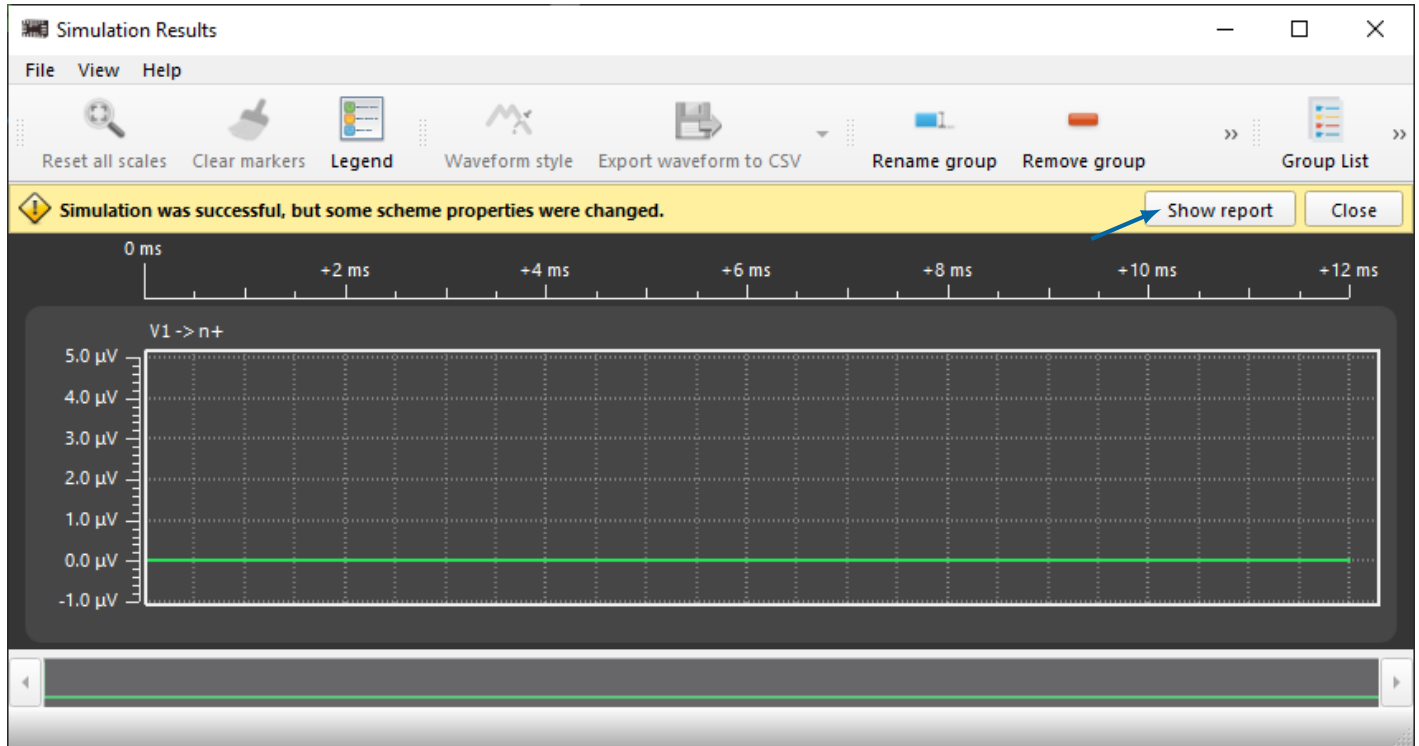 Simulation Results
File View Help
Reset all scales Clear markers Legend Waveform style Export waveform to CSV Rename group Remove group » Group List »
Simulation was successful, but some scheme properties were changed. Show report Close
0 ms
+2 ms +4 ms +6 ms +8 ms +10 ms +12 ms
V1 -> n+
5.0 µV
4.0 µV
3.0 µV
2.0 µV
1.0 µV
0.0 µV
-1.0 µV